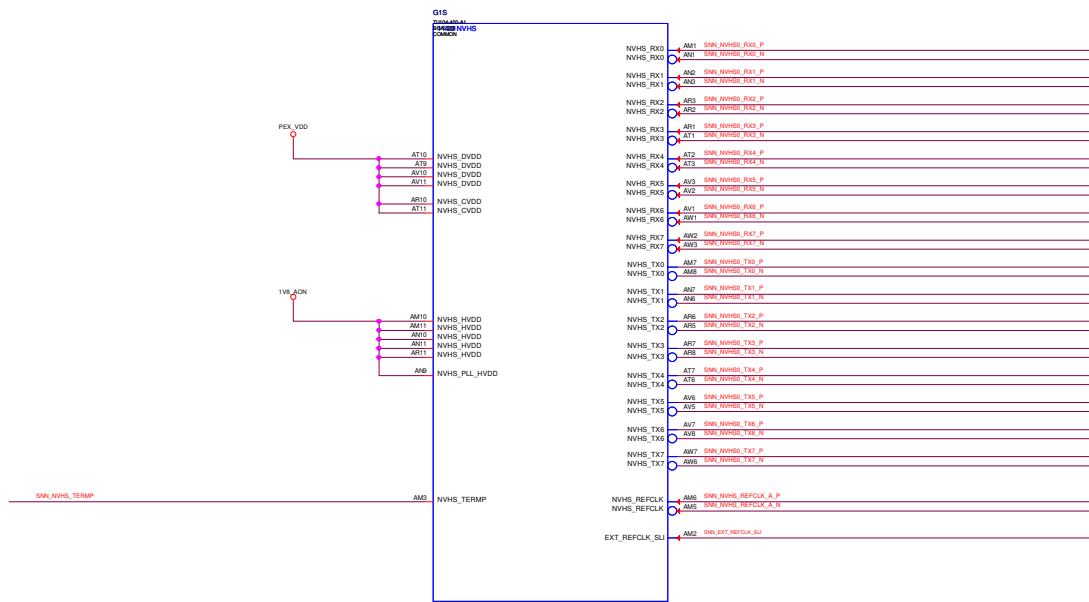 G1S
COMMON
NVHS
PEX_VDD
AT10 NVHS_DVDD
AT9 NVHS_DVDD
AV10 NVHS_DVDD
AV11 NVHS_DVDD
AR10 NVHS_CVDD
AT11 NVHS_CVDD
1V8_AON
AM10 NVHS_HVDD
AM11 NVHS_HVDD
AN10 NVHS_HVDD
AN11 NVHS_HVDD
AR11 NVHS_HVDD
AN9 NVHS_PLL_HVDD
SNN_NVHS_TERMP AM3 NVHS_TERMP
NVHS_RX0 AM1 SNN_NVHS0_RX0_P
NVHS_RX0 AN1 SNN_NVHS0_RX0_N
NVHS_RX1 AN2 SNN_NVHS0_RX1_P
NVHS_RX1 AN3 SNN_NVHS0_RX1_N
NVHS_RX2 AR3 SNN_NVHS0_RX2_P
NVHS_RX2 AR2 SNN_NVHS0_RX2_N
NVHS_RX3 AR1 SNN_NVHS0_RX3_P
NVHS_RX3 AT1 SNN_NVHS0_RX3_N
NVHS_RX4 AT2 SNN_NVHS0_RX4_P
NVHS_RX4 AT3 SNN_NVHS0_RX4_N
NVHS_RX5 AV3 SNN_NVHS0_RX5_P
NVHS_RX5 AV2 SNN_NVHS0_RX5_N
NVHS_RX6 AV1 SNN_NVHS0_RX6_P
NVHS_RX6 AW1 SNN_NVHS0_RX6_N
NVHS_RX7 AW2 SNN_NVHS0_RX7_P
NVHS_RX7 AW3 SNN_NVHS0_RX7_N
NVHS_TX0 AM7 SNN_NVHS0_TX0_P
NVHS_TX0 AM8 SNN_NVHS0_TX0_N
NVHS_TX1 AN7 SNN_NVHS0_TX1_P
NVHS_TX1 AN6 SNN_NVHS0_TX1_N
NVHS_TX2 AR6 SNN_NVHS0_TX2_P
NVHS_TX2 AR5 SNN_NVHS0_TX2_N
NVHS_TX3 AR7 SNN_NVHS0_TX3_P
NVHS_TX3 AR8 SNN_NVHS0_TX3_N
NVHS_TX4 AT7 SNN_NVHS0_TX4_P
NVHS_TX4 AT6 SNN_NVHS0_TX4_N
NVHS_TX5 AV6 SNN_NVHS0_TX5_P
NVHS_TX5 AV5 SNN_NVHS0_TX5_N
NVHS_TX6 AV7 SNN_NVHS0_TX6_P
NVHS_TX6 AV8 SNN_NVHS0_TX6_N
NVHS_TX7 AW7 SNN_NVHS0_TX7_P
NVHS_TX7 AW6 SNN_NVHS0_TX7_N
NVHS_REFCLK AM6 SNN_NVHS_REFCLK_A_P
NVHS_REFCLK AM5 SNN_NVHS_REFCLK_A_N
EXT_REFCLK_SLI AM2 SNN_EXT_REFCLK_SLI